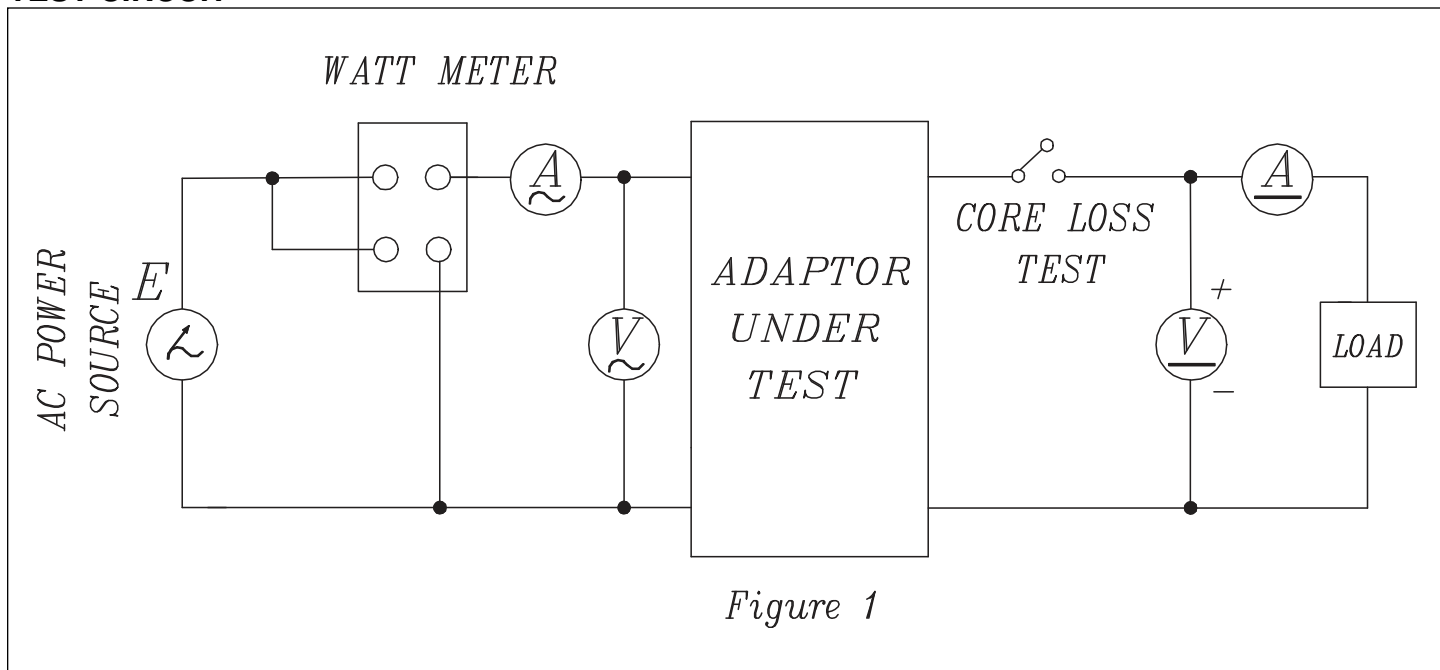 WATT METER
A
A
CORE LOSS
TEST
AC POWER
SOURCE
E
V
ADAPTOR
UNDER
TEST
+
V
-
LOAD
Figure 1